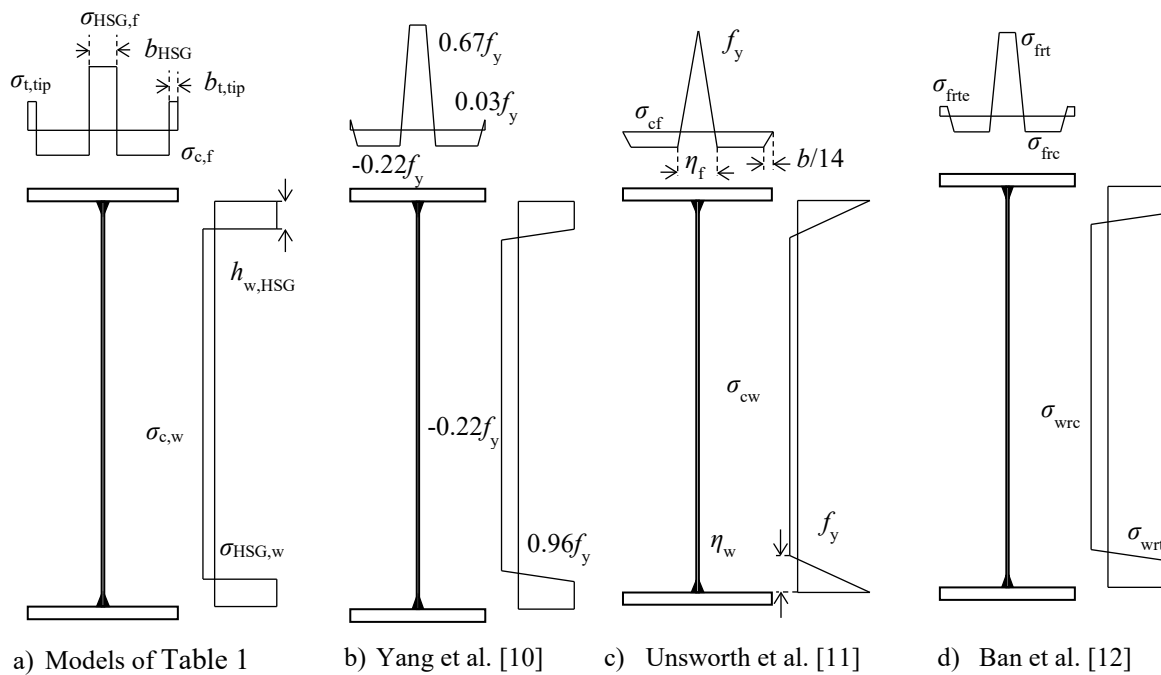 σHSG,f
bHSG
σt,tip
bt,tip
σc,f
hw,HSG
σc,w
σHSG,w
a) Models of Table 1
0.67fy
0.03fy
-0.22fy
-0.22fy
0.96fy
b) Yang et al. [10]
fy
σcf
ηf
b/14
σcw
fy
ηw
c) Unsworth et al. [11]
σfrt
σfrte
σfrc
σwrc
σwrt
d) Ban et al. [12]